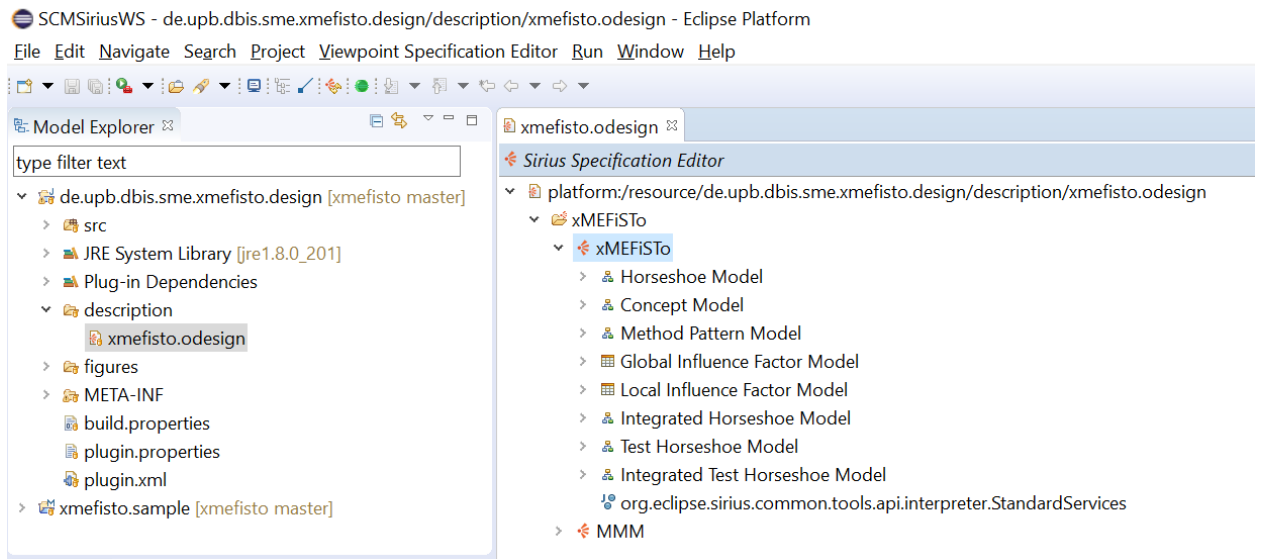 SCMSiriusWS - de.upb.dbis.sme.xmefisto.design/description/xmefisto.odesign - Eclipse Platform
File Edit Navigate Search Project Viewpoint Specification Editor Run Window Help
Model Explorer
type filter text
de.upb.dbis.sme.xmefisto.design [xmefisto master]
src
JRE System Library [jre1.8.0_201]
Plug-in Dependencies
description
xmefisto.odesign
figures
META-INF
build.properties
plugin.properties
plugin.xml
xmefisto.sample [xmefisto master]
xmefisto.odesign
Sirius Specification Editor
platform:/resource/de.upb.dbis.sme.xmefisto.design/description/xmefisto.odesign
xMEFiSTo
xMEFiSTo
Horseshoe Model
Concept Model
Method Pattern Model
Global Influence Factor Model
Local Influence Factor Model
Integrated Horseshoe Model
Test Horseshoe Model
Integrated Test Horseshoe Model
org.eclipse.sirius.common.tools.api.interpreter.StandardServices
MMM